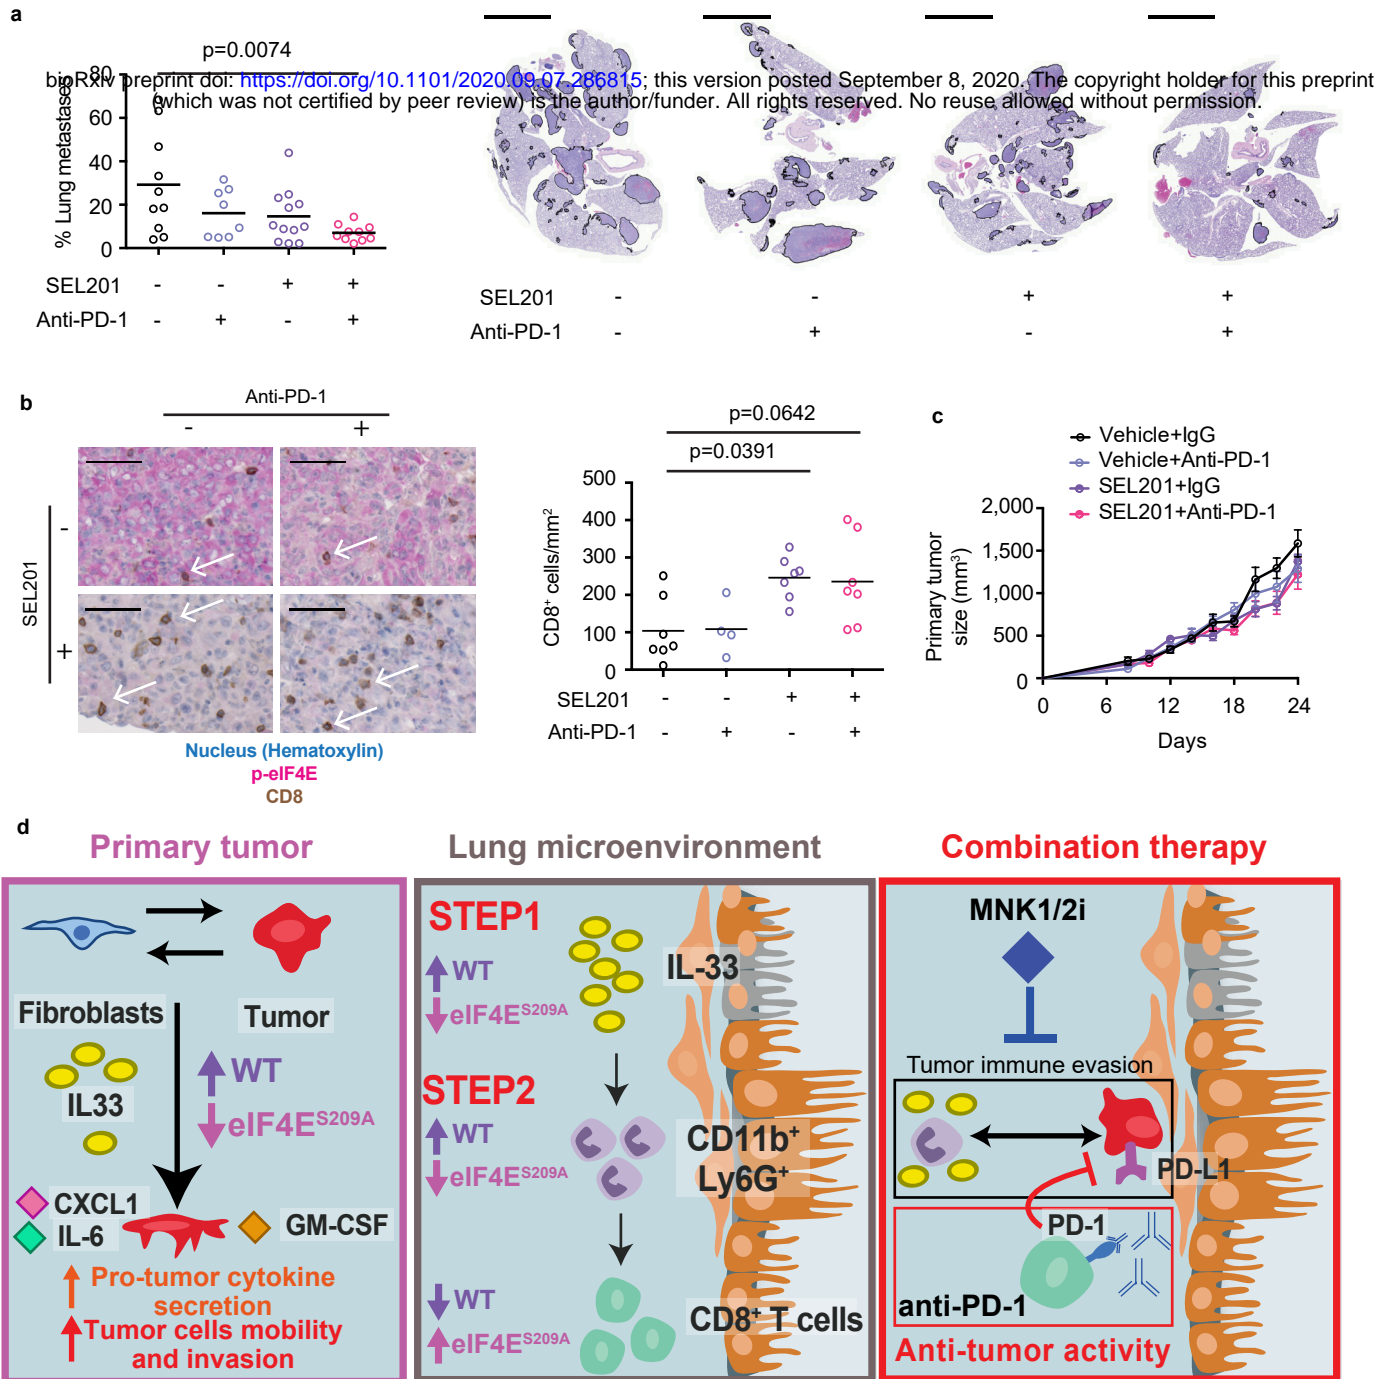 a
p=0.0074
bioRxiv preprint doi: https://doi.org/10.1101/2020.09.07.286815; this version posted September 8, 2020. The copyright holder for this preprint
(which was not certified by peer review) is the author/funder. All rights reserved. No reuse allowed without permission.
% Lung metastases
80
60
40
20
0
SEL201 - - + +
Anti-PD-1 - + - +
SEL201 - - + +
Anti-PD-1 - + - +
b
Anti-PD-1
- +
SEL201
-
+
Nucleus (Hematoxylin)
p-eIF4E
CD8
p=0.0642
p=0.0391
CD8+ cells/mm2
500
400
300
200
100
0
SEL201 - - + +
Anti-PD-1 - + - +
c
Vehicle+IgG
Vehicle+Anti-PD-1
SEL201+IgG
SEL201+Anti-PD-1
Primary tumor
size (mm3)
2,000
1,500
1,000
500
0
0 6 12 18 24
Days
d
Primary tumor
Fibroblasts
Tumor
IL33
WT
eIF4ES209A
CXCL1
IL-6
GM-CSF
Pro-tumor cytokine
secretion
Tumor cells mobility
and invasion
Lung microenvironment
STEP1
WT
eIF4ES209A
IL-33
STEP2
WT
eIF4ES209A
CD11b+
Ly6G+
WT
eIF4ES209A
CD8+ T cells
Combination therapy
MNK1/2i
Tumor immune evasion
PD-L1
PD-1
anti-PD-1
Anti-tumor activity